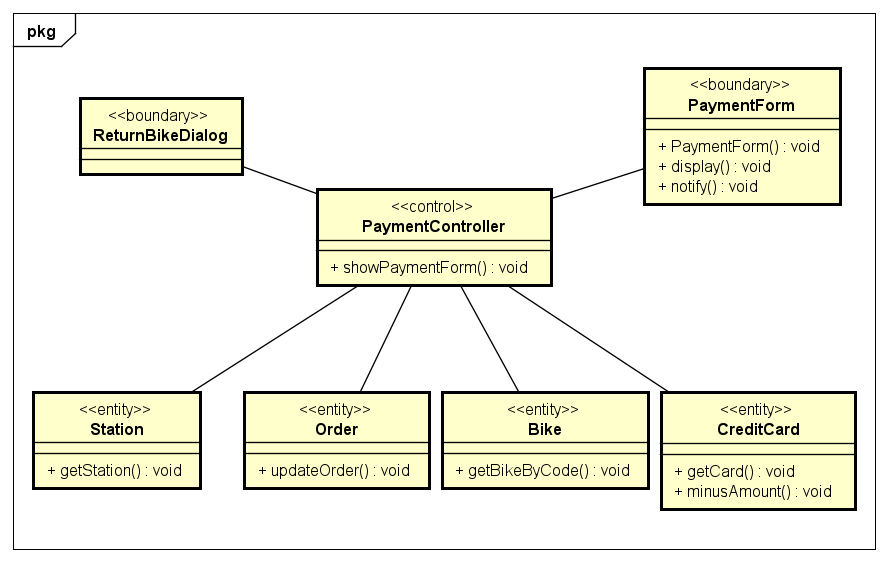 pkg
<<boundary>>
ReturnBikeDialog
<<boundary>>
PaymentForm
+ PaymentForm() : void
+ display() : void
+ notify() : void
<<control>>
PaymentController
+ showPaymentForm() : void
<<entity>>
Station
+ getStation() : void
<<entity>>
Order
+ updateOrder() : void
<<entity>>
Bike
+ getBikeByCode() : void
<<entity>>
CreditCard
+ getCard() : void
+ minusAmount() : void